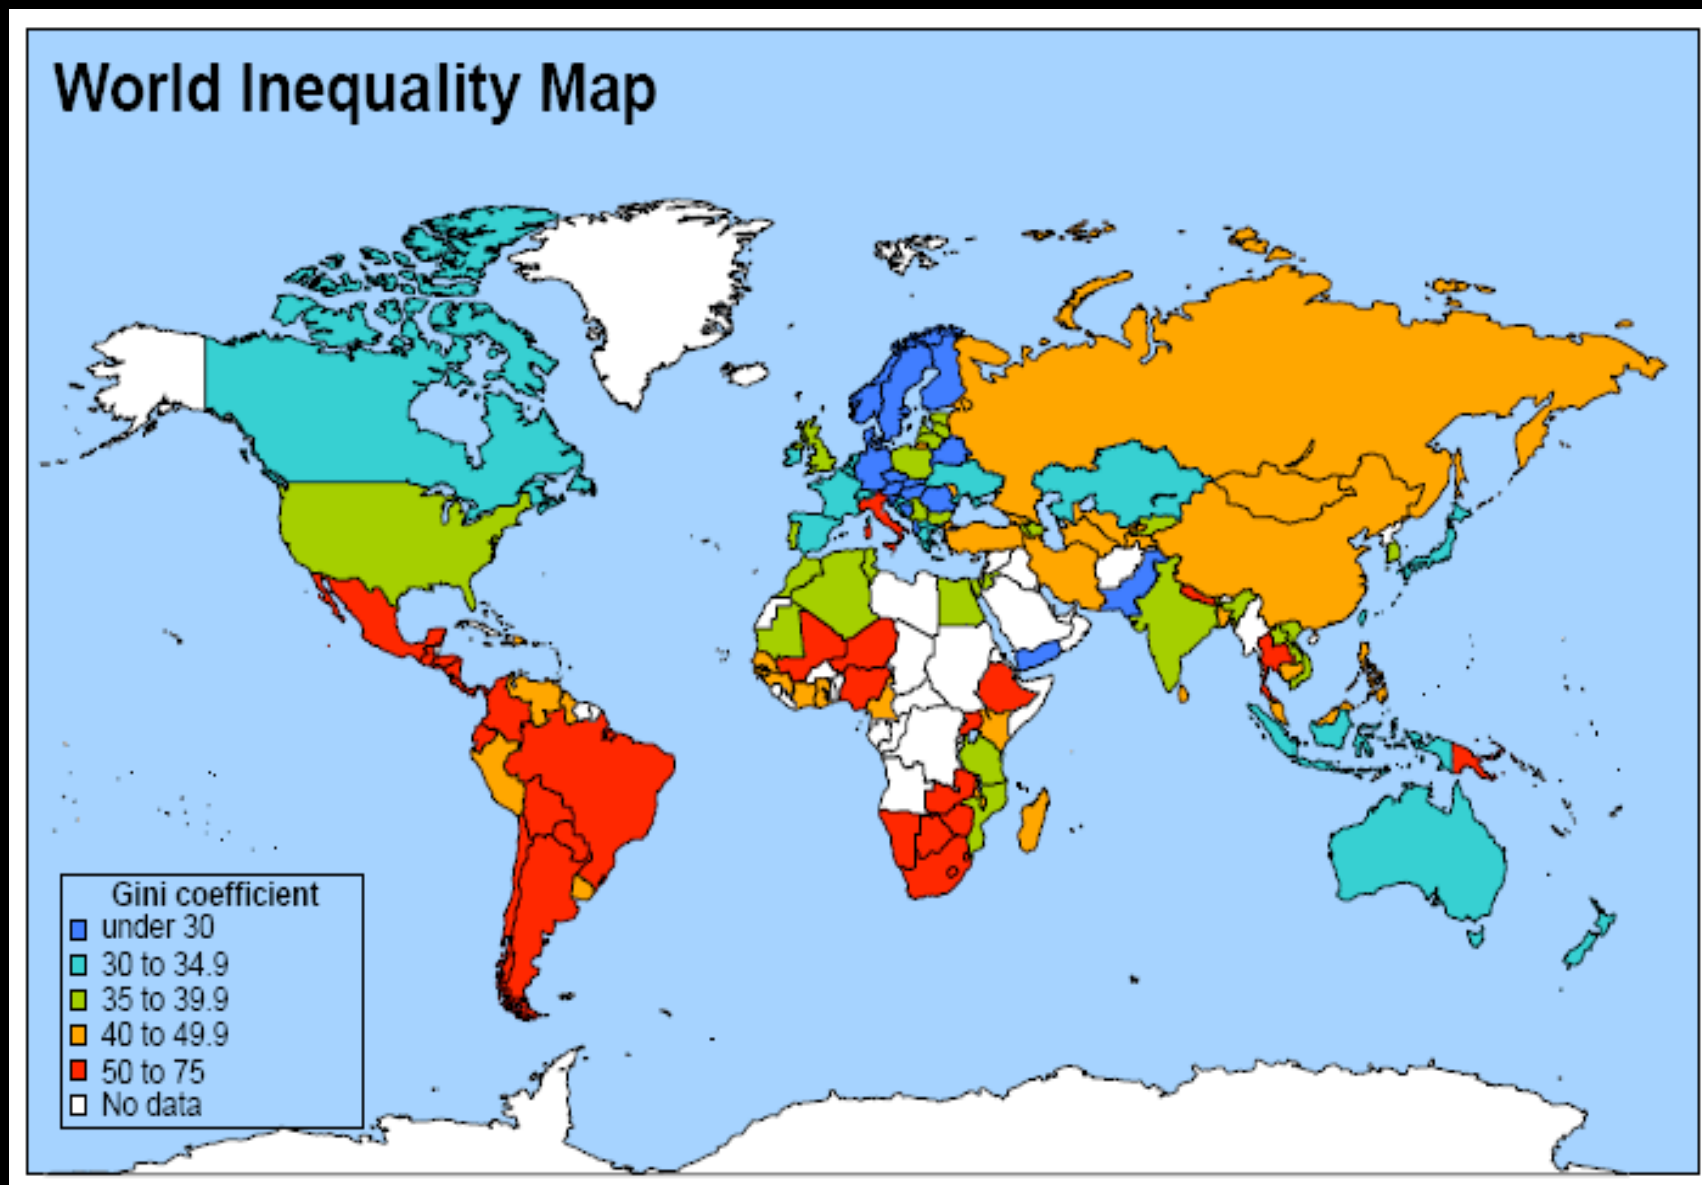 World Inequality Map
Gini coefficient
under 30
30 to 34.9
35 to 39.9
40 to 49.9
50 to 75
No data